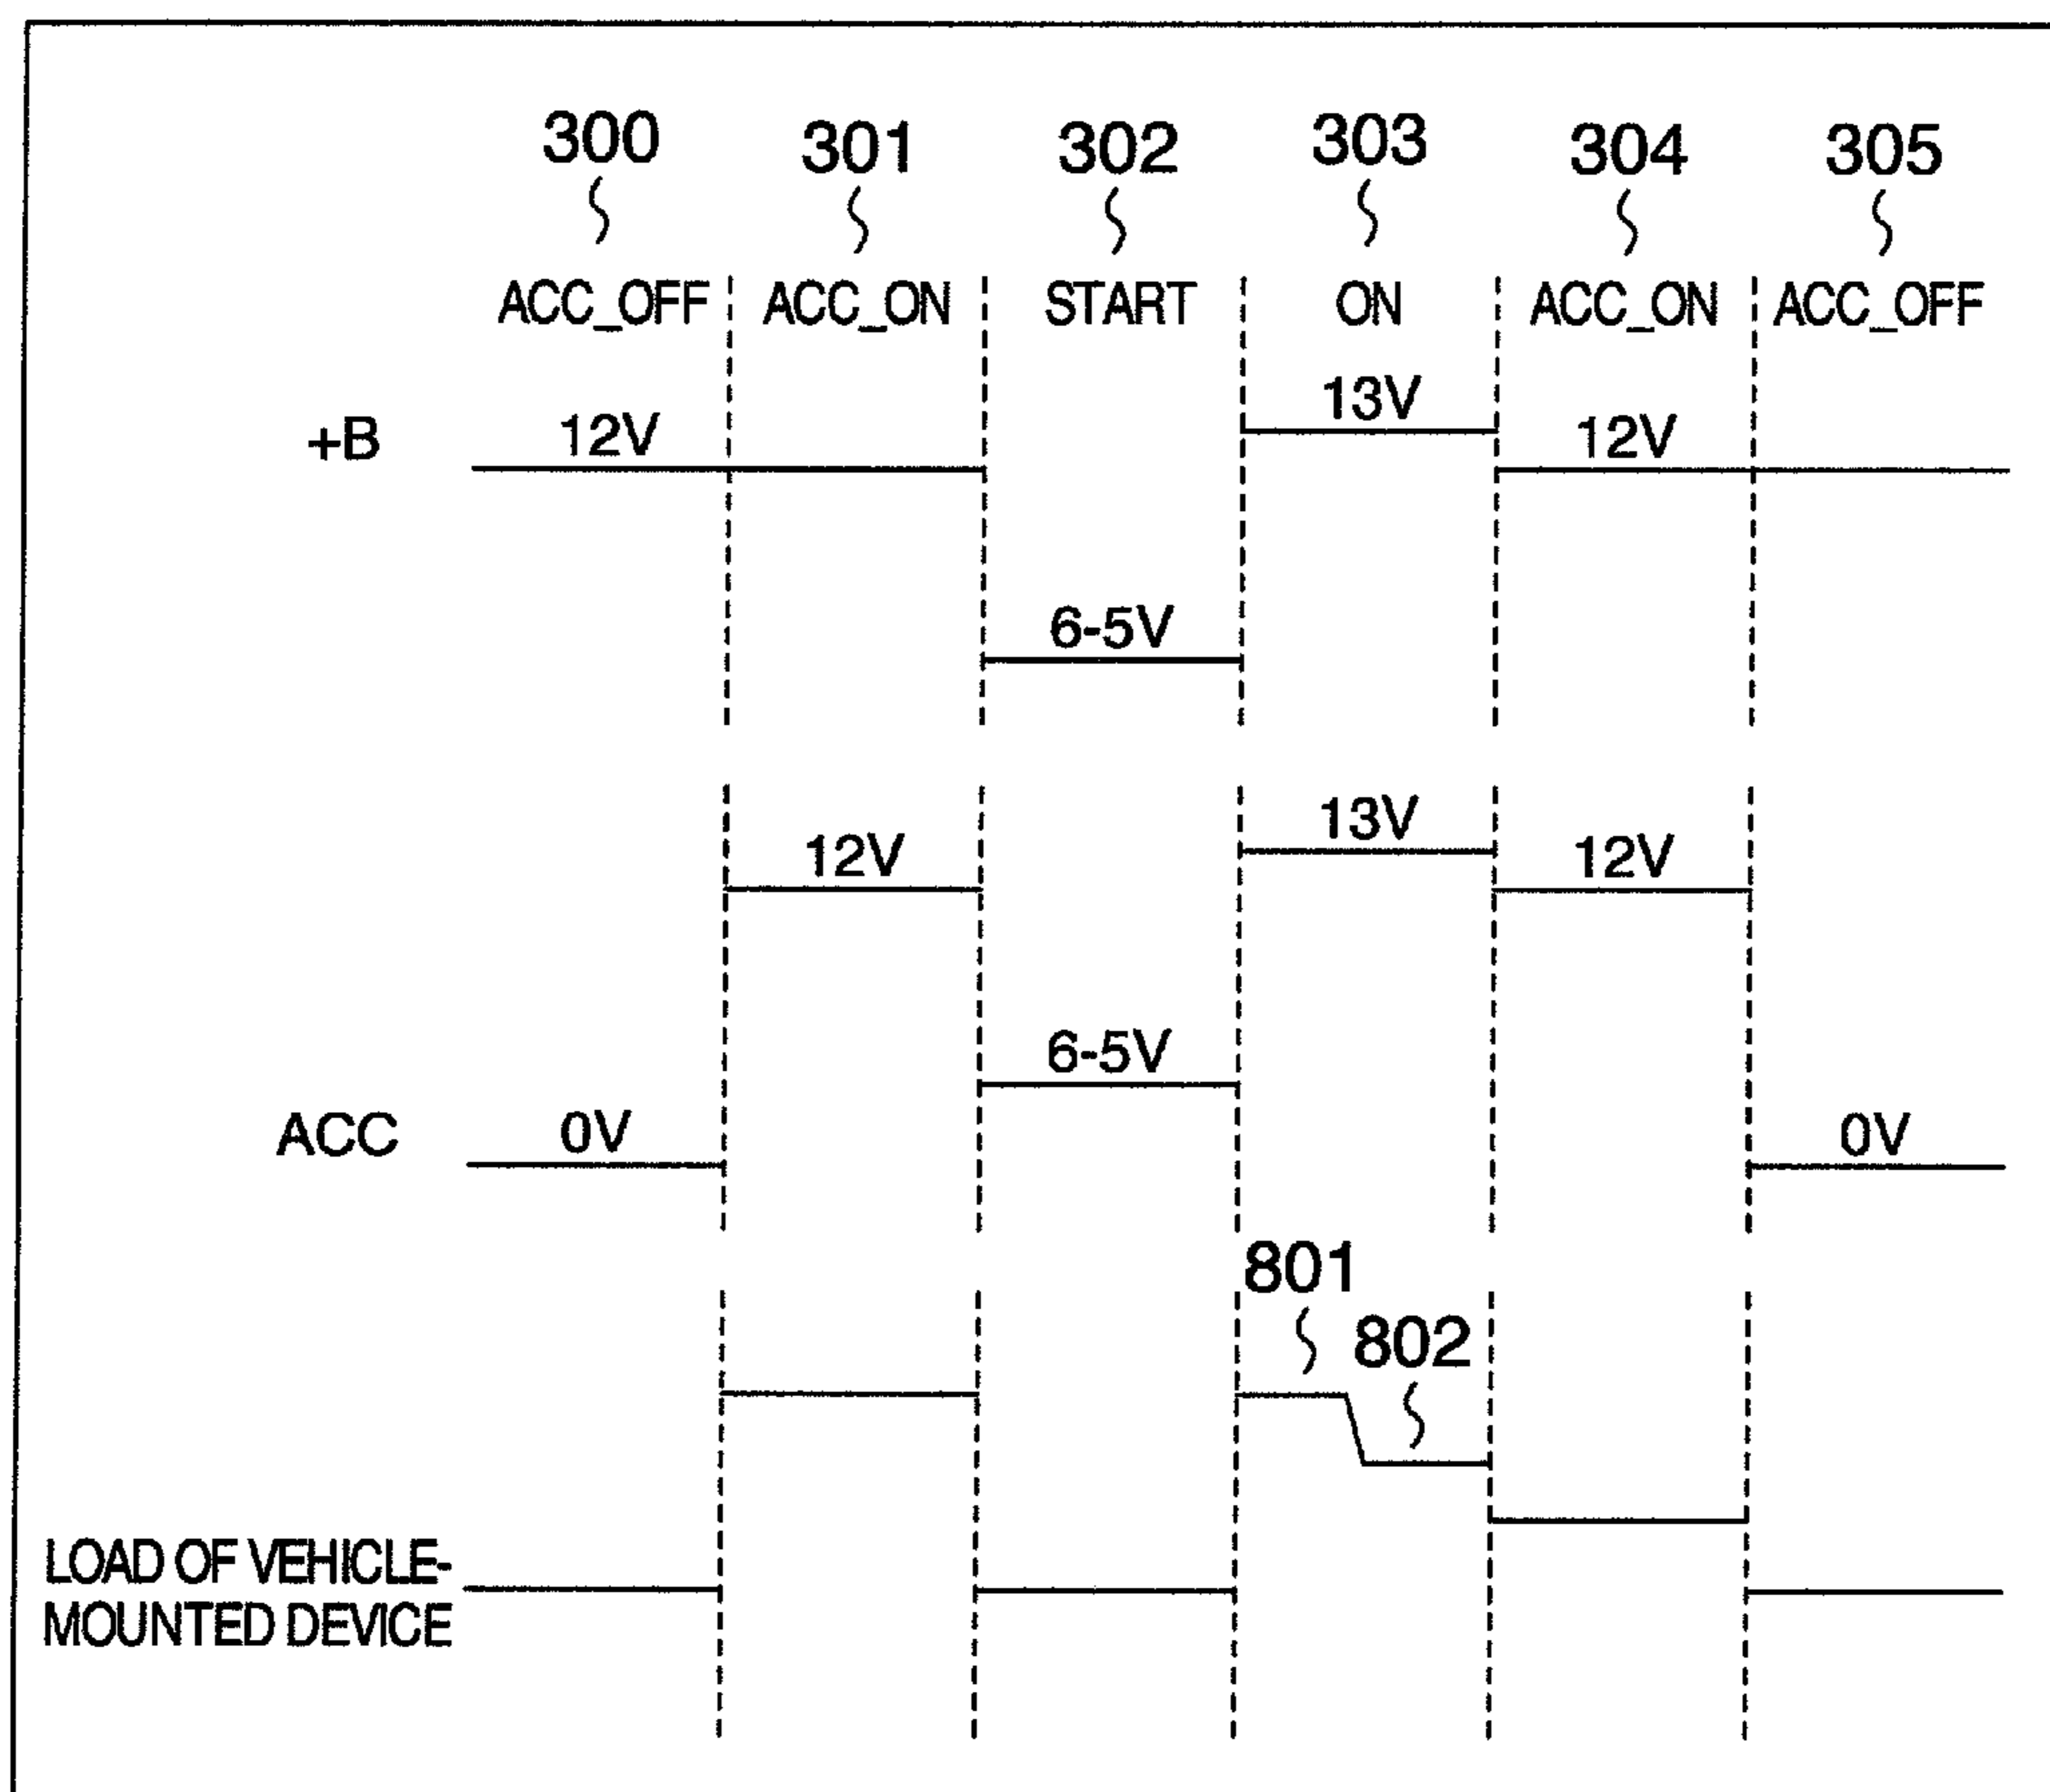 300 301 302 303 304 305
ACC_OFF ACC_ON START ON ACC_ON ACC_OFF
+B 12V 6-5V 13V 12V
ACC 0V 12V 6-5V 13V 12V 0V
801 802
LOAD OF VEHICLE-
MOUNTED DEVICE